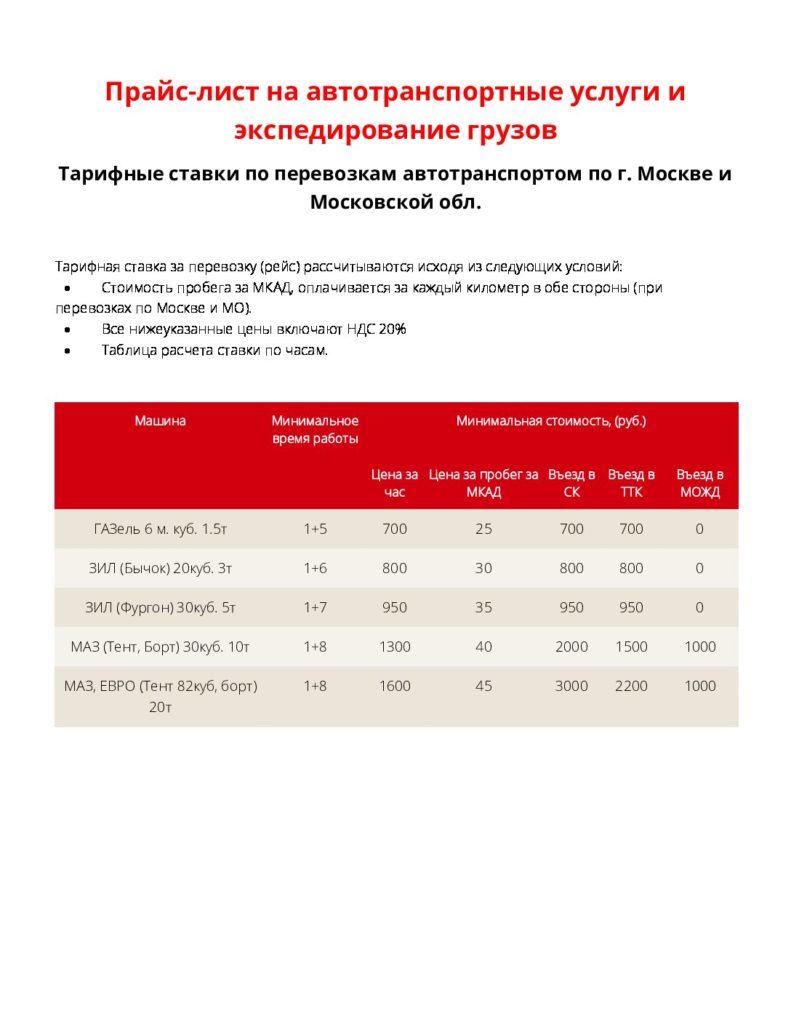 Прайс-лист на автотранспортные услуги и
экспедирование грузов
Тарифные ставки по перевозкам автотранспортом по г. Москве и
Московской обл.
Тарифная ставка за перевозку (рейс) рассчитываются исходя из следующих условий:
• Стоимость пробега за МКАД, оплачивается за каждый километр в обе стороны (при
перевозках по Москве и МО).
• Все нижеуказанные цены включают НДС 20%
• Таблица расчета ставки по часам.
Машина Минимальное Минимальная стоимость, (руб.)
время работы
Цена за Цена за пробег за Въезд в Въезд в Въезд в
час МКАД СК ТТК МОЖД
ГАЗель 6 м. куб. 1.5т 1+5 700 25 700 700 0
ЗИЛ (Бычок) 20куб. 3т 1+6 800 30 800 800 0
ЗИЛ (Фургон) 30куб. 5т 1+7 950 35 950 950 0
МАЗ (Тент, Борт) 30куб. 10т 1+8 1300 40 2000 1500 1000
МАЗ, ЕВРО (Тент 82куб, борт) 1+8 1600 45 3000 2200 1000
20т